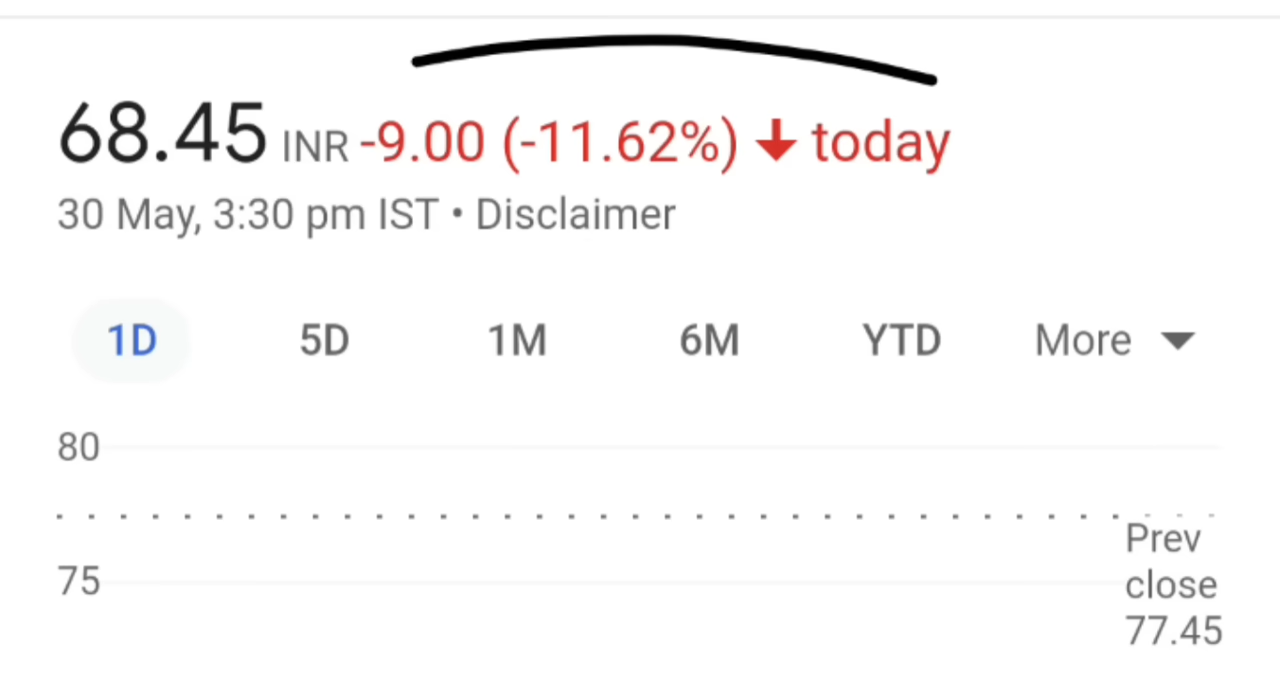 68.45 INR -9.00 (-11.62%) ↓ today
30 May, 3:30 pm IST • Disclaimer
1D 5D 1M 6M YTD More
80
Prev
close
75
77.45